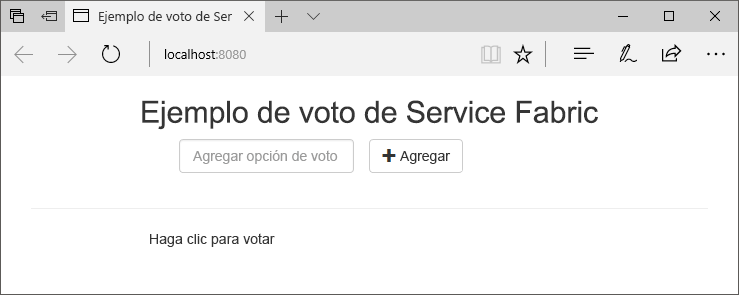 Ejemplo de voto de Ser
localhost:8080
Ejemplo de voto de Service Fabric
Agregar opción de voto
Agregar
Haga clic para votar